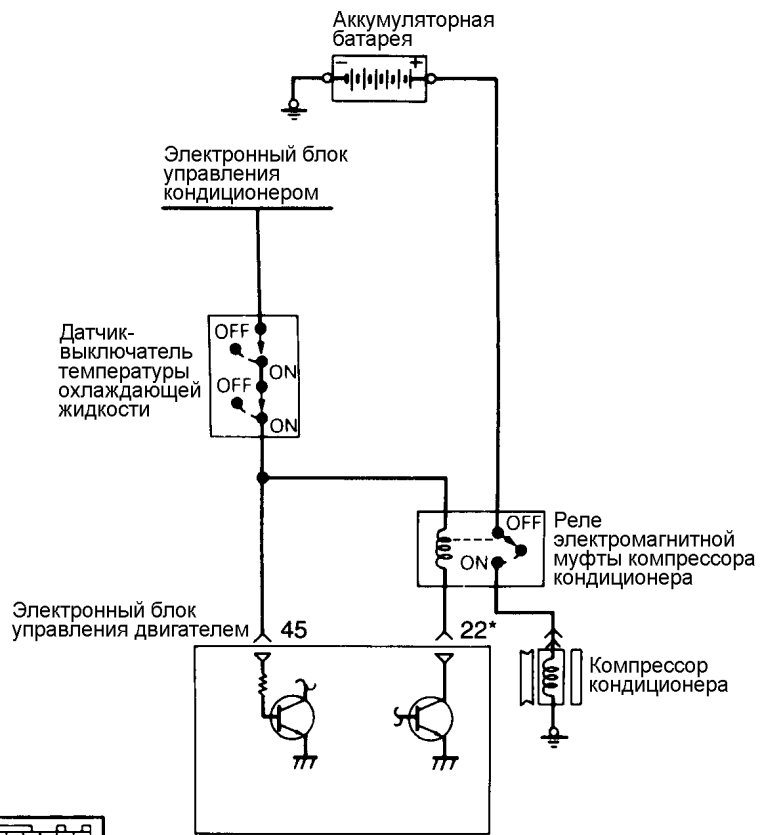 Аккумуляторная
батарея
− +
Электронный блок
управления
кондиционером
Датчик-
выключатель
температуры
охлаждающей
жидкости
OFF
ON
OFF
ON
OFF
ON
Реле
электромагнитной
муфты компрессора
кондиционера
Электронный блок
управления двигателем
45
22*
Компрессор
кондиционера